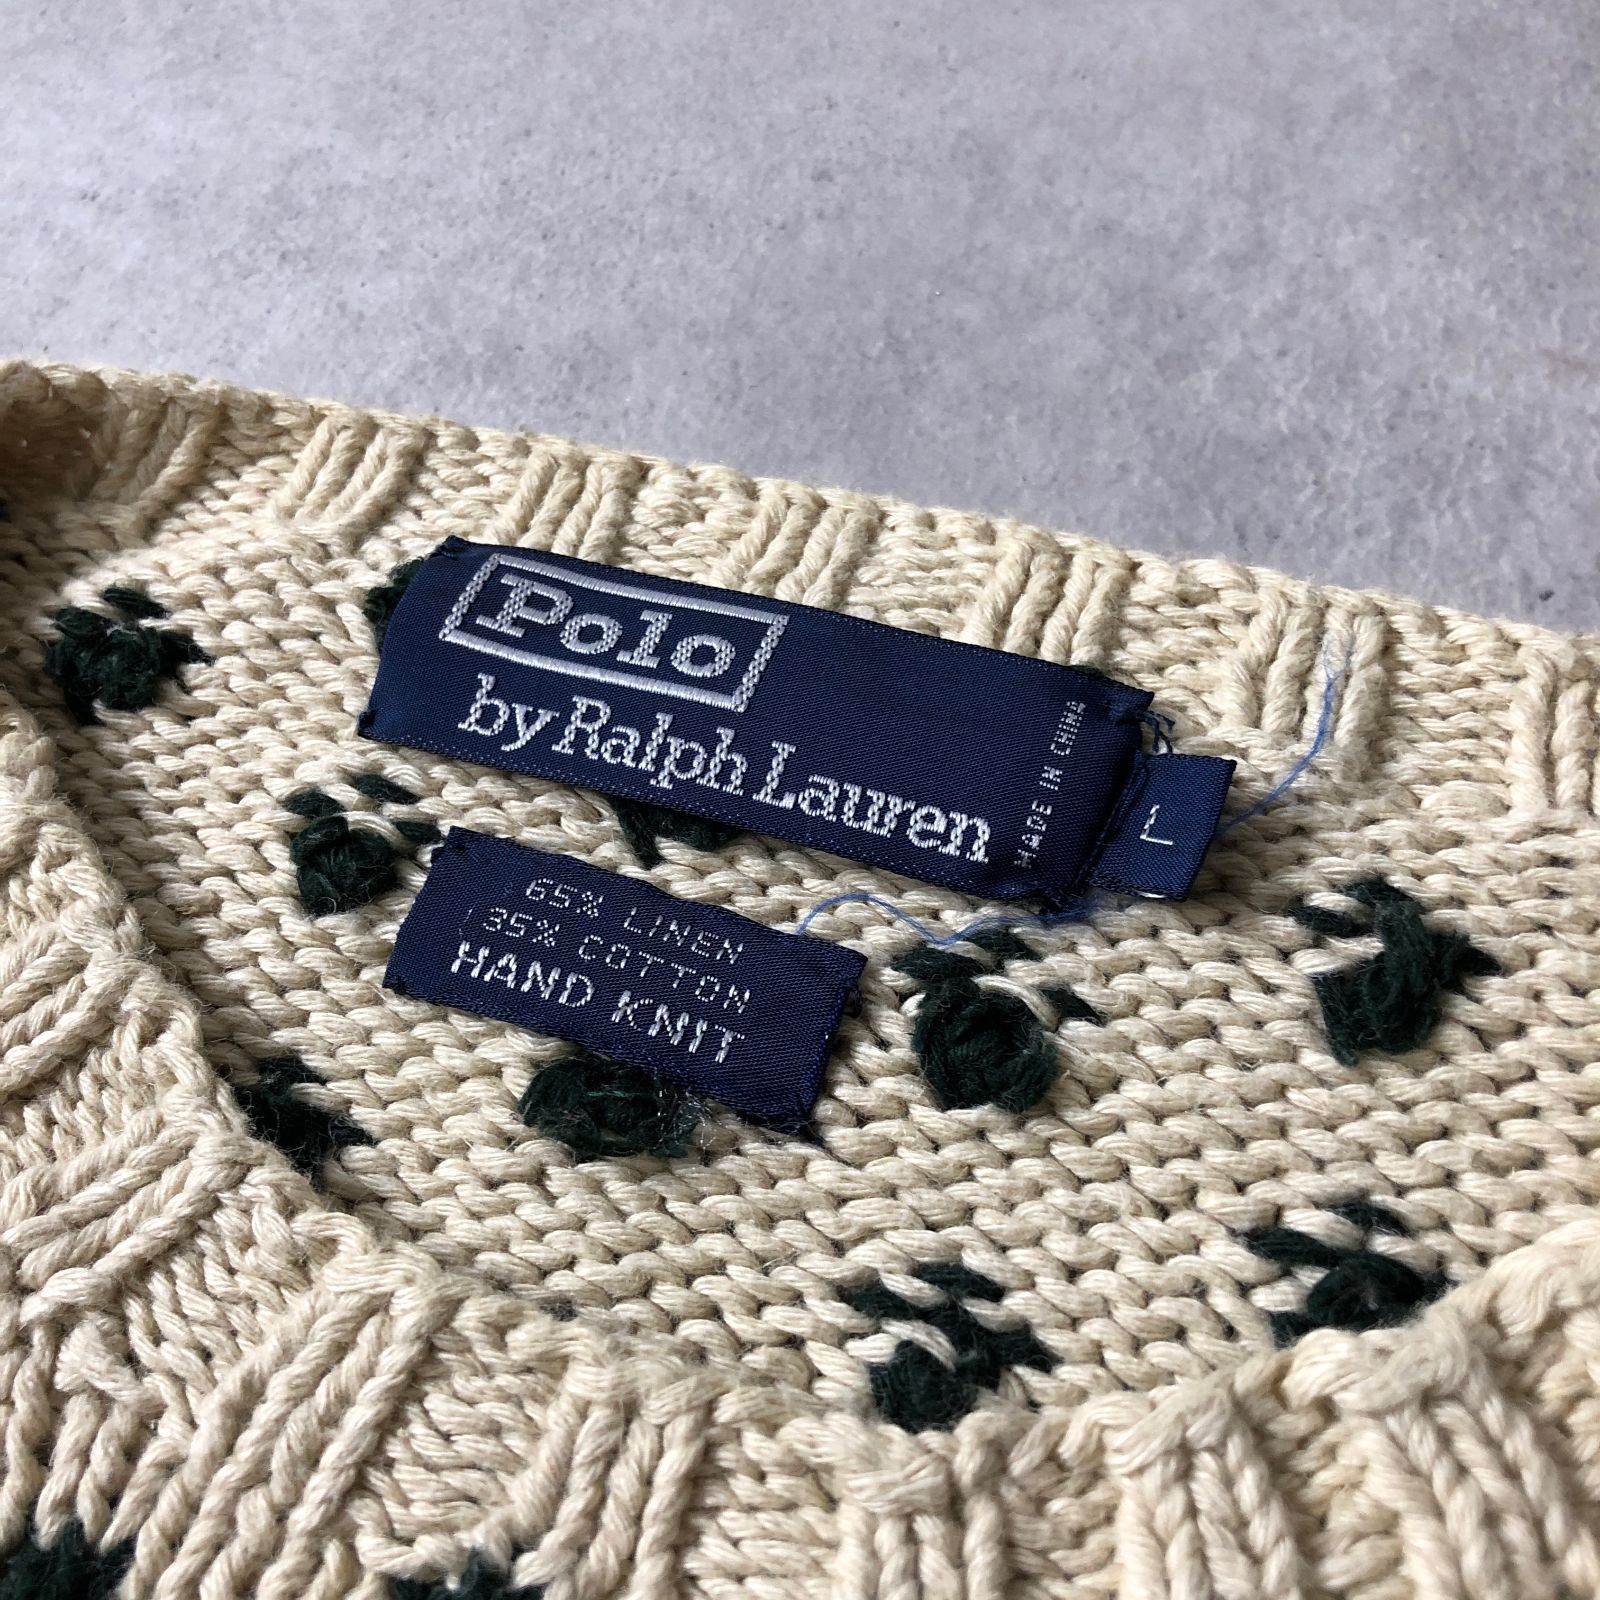 Polo
by Ralph Lauren
MADE IN CHINA
L
65% LINEN
35% COTTON
HAND KNIT